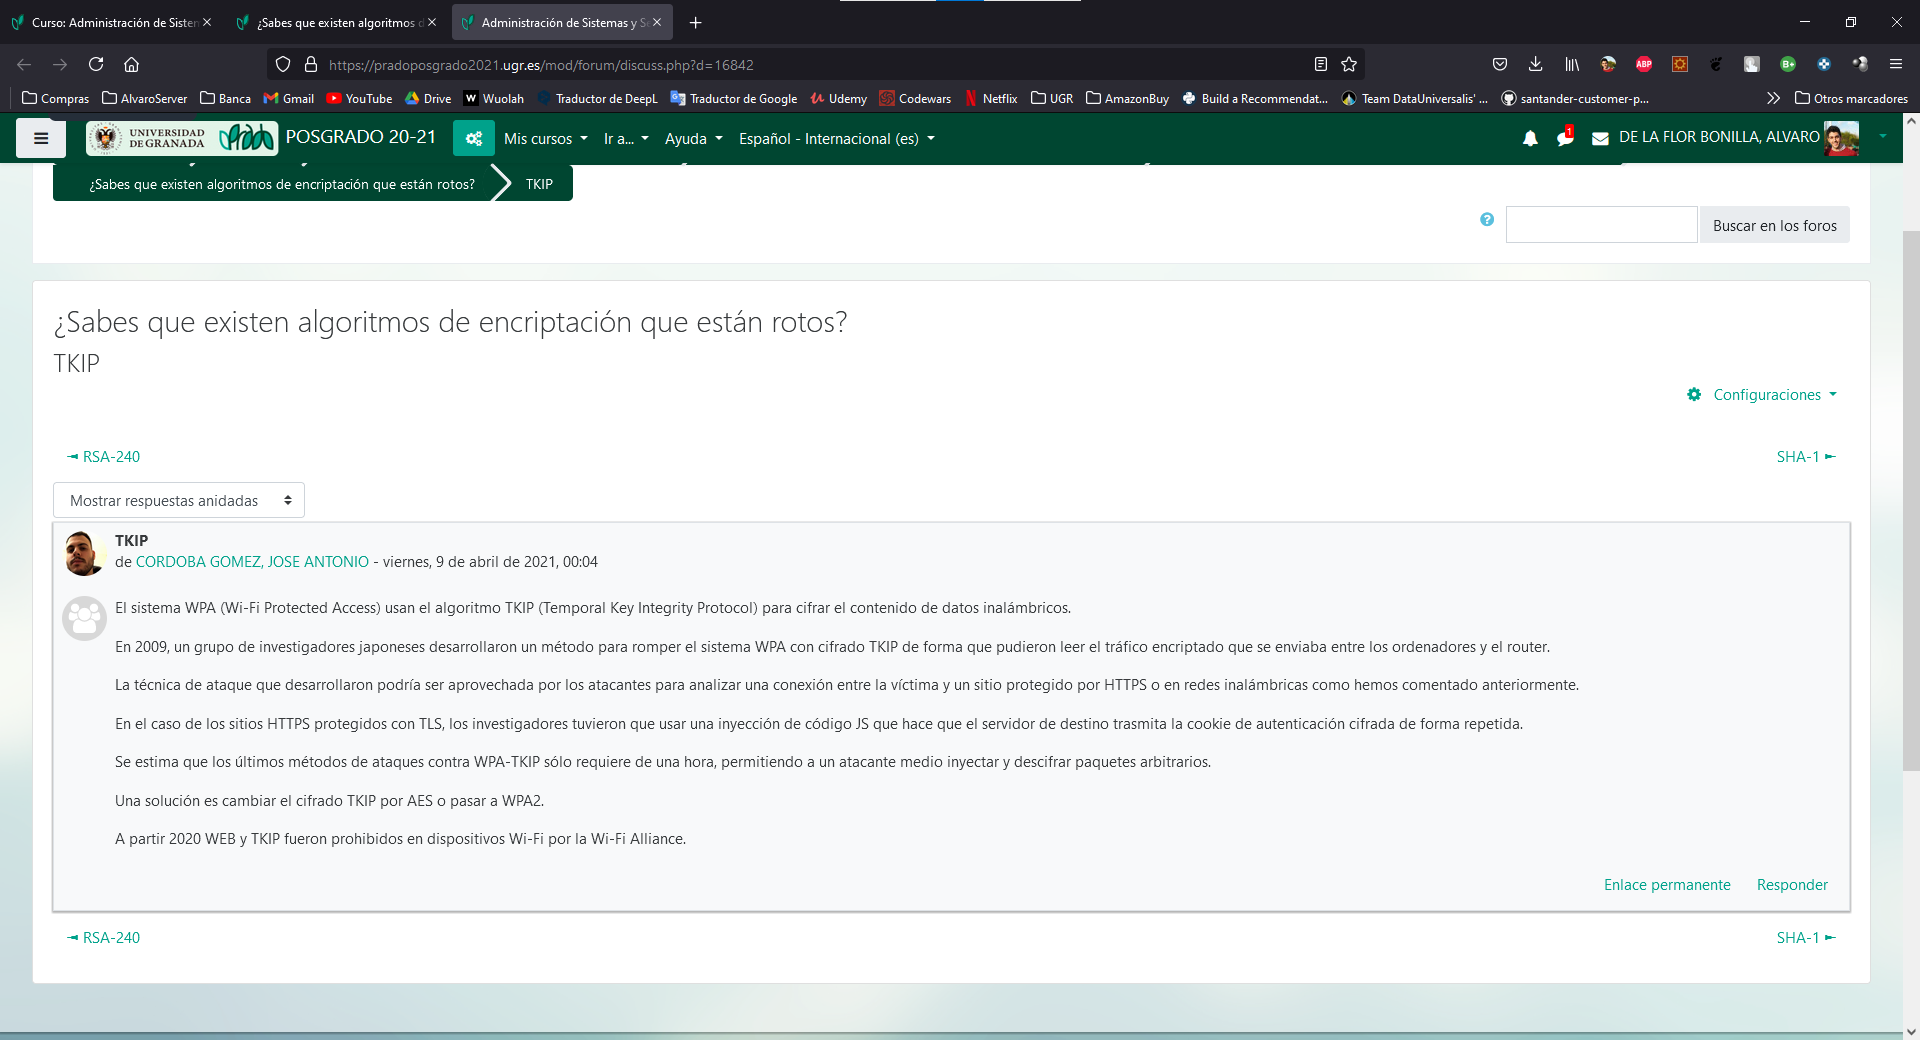 Curso: Administración de Sisten
¿Sabes que existen algoritmos d
Administración de Sistemas y Se
https://pradoposgrado2021.ugr.es/mod/forum/discuss.php?d=16842
ABP
B+
Compras
AlvaroServer
Banca
Gmail
YouTube
Drive
Wuolah
Traductor de DeepL
Traductor de Google
Udemy
Codewars
Netflix
UGR
AmazonBuy
Build a Recommendat...
Team DataUniversalis' ...
santander-customer-p...
Otros marcadores
UNIVERSIDAD
DE GRANADA
POSGRADO 20-21
Mis cursos
Ir a...
Ayuda
Español - Internacional (es)
1
DE LA FLOR BONILLA, ALVARO
¿Sabes que existen algoritmos de encriptación que están rotos?
TKIP
Buscar en los foros
¿Sabes que existen algoritmos de encriptación que están rotos?
TKIP
Configuraciones
◄ RSA-240
SHA-1 ►
Mostrar respuestas anidadas
TKIP
de CORDOBA GOMEZ, JOSE ANTONIO - viernes, 9 de abril de 2021, 00:04
El sistema WPA (Wi-Fi Protected Access) usan el algoritmo TKIP (Temporal Key Integrity Protocol) para cifrar el contenido de datos inalámbricos.
En 2009, un grupo de investigadores japoneses desarrollaron un método para romper el sistema WPA con cifrado TKIP de forma que pudieron leer el tráfico encriptado que se enviaba entre los ordenadores y el router.
La técnica de ataque que desarrollaron podría ser aprovechada por los atacantes para analizar una conexión entre la víctima y un sitio protegido por HTTPS o en redes inalámbricas como hemos comentado anteriormente.
En el caso de los sitios HTTPS protegidos con TLS, los investigadores tuvieron que usar una inyección de código JS que hace que el servidor de destino trasmita la cookie de autenticación cifrada de forma repetida.
Se estima que los últimos métodos de ataques contra WPA-TKIP sólo requiere de una hora, permitiendo a un atacante medio inyectar y descifrar paquetes arbitrarios.
Una solución es cambiar el cifrado TKIP por AES o pasar a WPA2.
A partir 2020 WEB y TKIP fueron prohibidos en dispositivos Wi-Fi por la Wi-Fi Alliance.
Enlace permanente
Responder
◄ RSA-240
SHA-1 ►